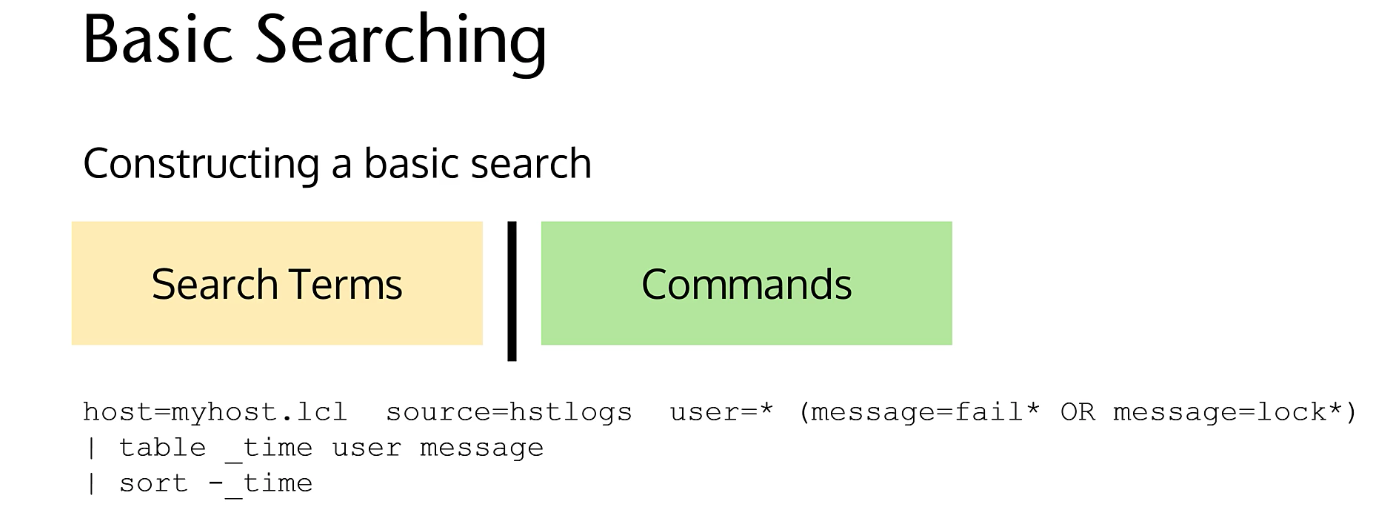 Basic Searching
Constructing a basic search
Search Terms | Commands
host=myhost.lcl  source=hstlogs  user=* (message=fail* OR message=lock*)
| table _time user message
| sort -_time